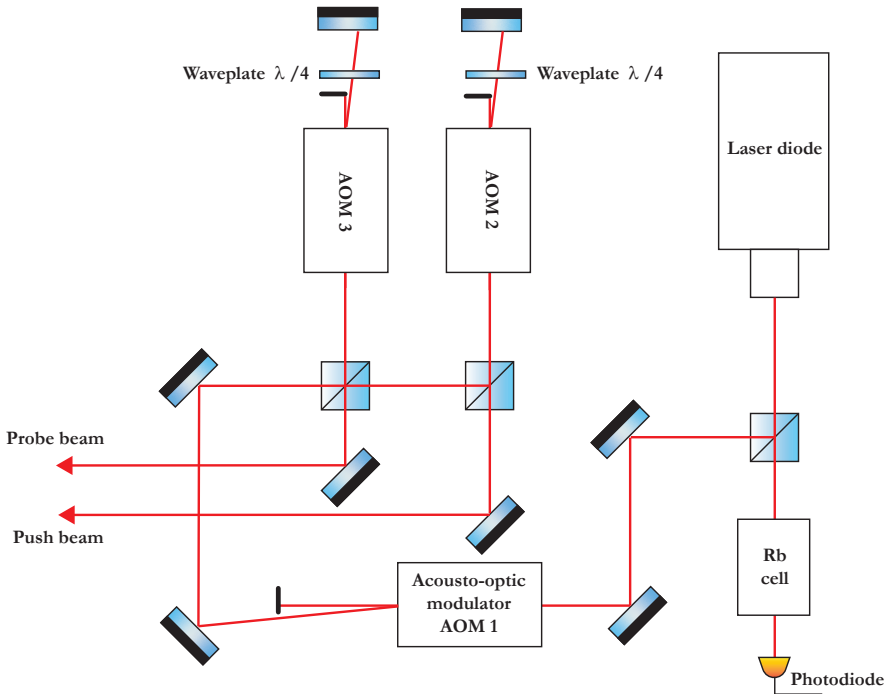 Waveplate λ /4
Waveplate λ /4
Laser diode
AOM 3
AOM 2
Probe beam
Push beam
Acousto-optic
modulator
AOM 1
Rb
cell
Photodiode